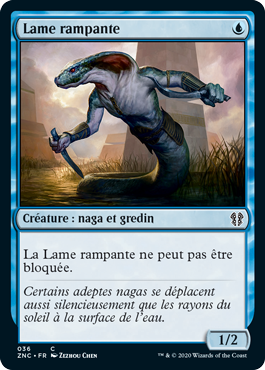 Lame rampante
Créature : naga et gredin
La Lame rampante ne peut pas être
bloquée.
Certains adeptes nagas se déplacent
aussi silencieusement que les rayons du
soleil à la surface de l'eau.
1/2
036 C
ZNC • FR Zezhou Chen
™ & © 2020 Wizards of the Coast